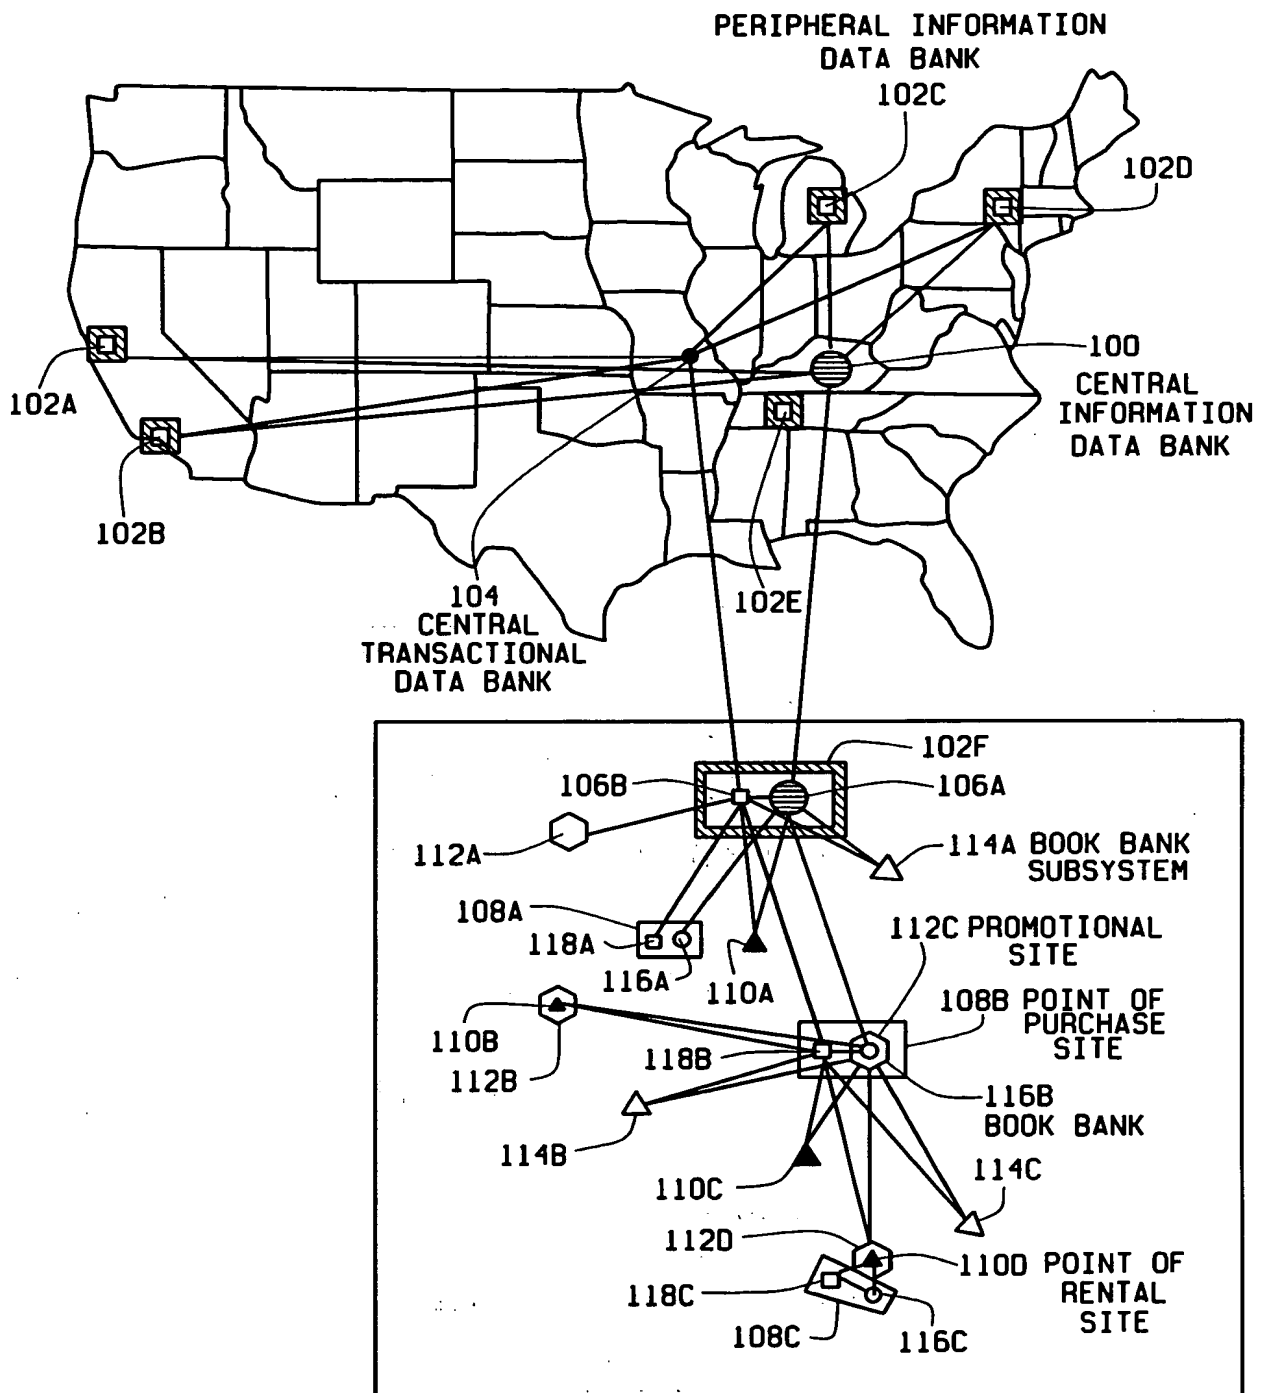 PERIPHERAL INFORMATION
DATA BANK
102C
102D
100
CENTRAL
INFORMATION
DATA BANK
102A
102B
102E
104
CENTRAL
TRANSACTIONAL
DATA BANK
102F
106B
106A
112A
114A BOOK BANK
SUBSYSTEM
108A
118A
116A
110A
112C PROMOTIONAL
SITE
108B POINT OF
PURCHASE
SITE
110B
112B
118B
116B
BOOK BANK
114B
110C
114C
112D
110D POINT OF
RENTAL
SITE
118C
108C
116C